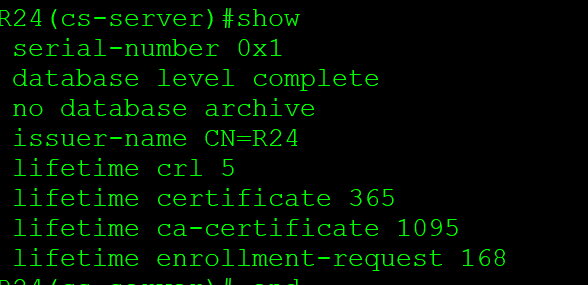 R24(cs-server)#show
serial-number 0x1
database level complete
no database archive
issuer-name CN=R24
lifetime crl 5
lifetime certificate 365
lifetime ca-certificate 1095
lifetime enrollment-request 168